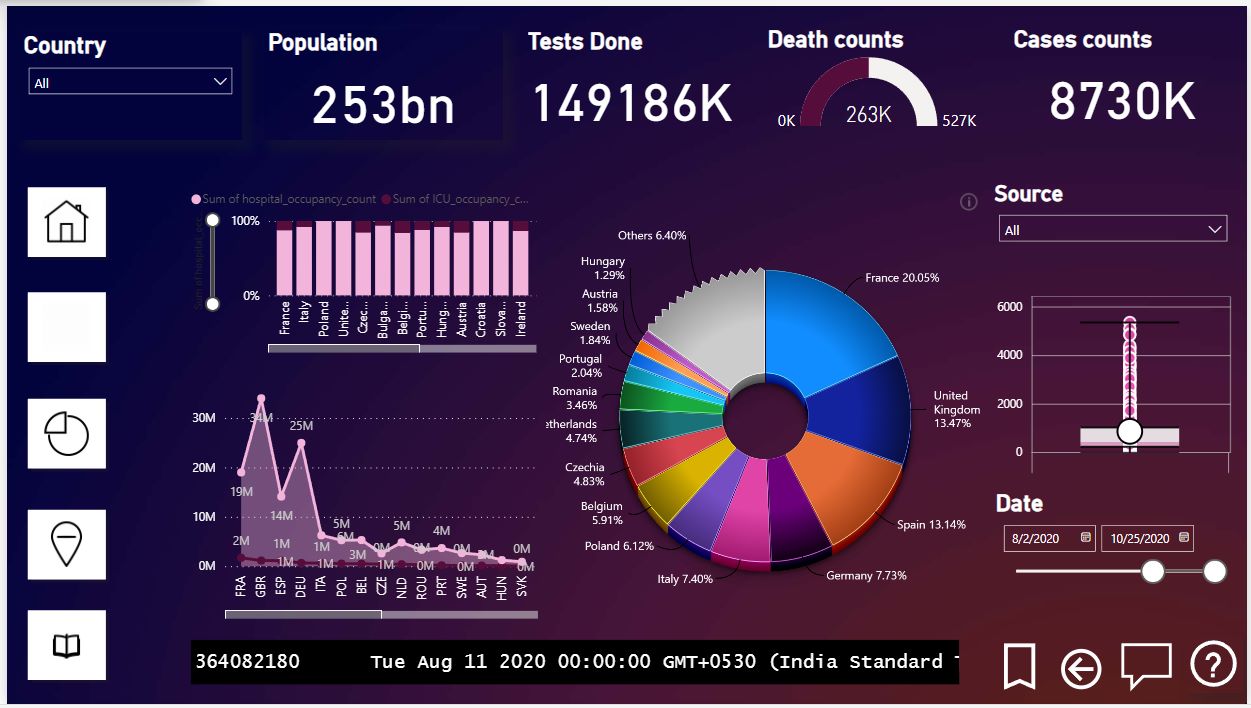 Country
All
Population
253bn
Tests Done
149186K
Death counts
0K
263K
527K
Cases counts
8730K
Sum of hospital_occupancy_count
Sum of ICU_occupancy_c...
100%
0%
France
Italy
Poland
Unite...
Czec...
Bulga...
Belgi...
Portu...
Hung...
Austria
Croatia
Slova...
Ireland
30M
20M
10M
0M
34M
25M
19M
14M
5M
6M
5M
4M
0M
0M
0M
0M
2M
1M
1M
1M
3M
1M
0M
0M
FRA
GBR
ESP
DEU
ITA
POL
BEL
CZE
NLD
ROU
PRT
SWE
AUT
HUN
SVK
Others 6.40%
Hungary
1.29%
Austria
1.58%
Sweden
1.84%
Portugal
2.04%
Romania
3.46%
etherlands
4.74%
Czechia
4.83%
Belgium
5.91%
Poland 6.12%
Italy 7.40%
Germany 7.73%
Spain 13.14%
United
Kingdom
13.47%
France 20.05%
Source
All
6000
4000
2000
0
Date
8/2/2020
10/25/2020
364082180 Tue Aug 11 2020 00:00:00 GMT+0530 (India Standard